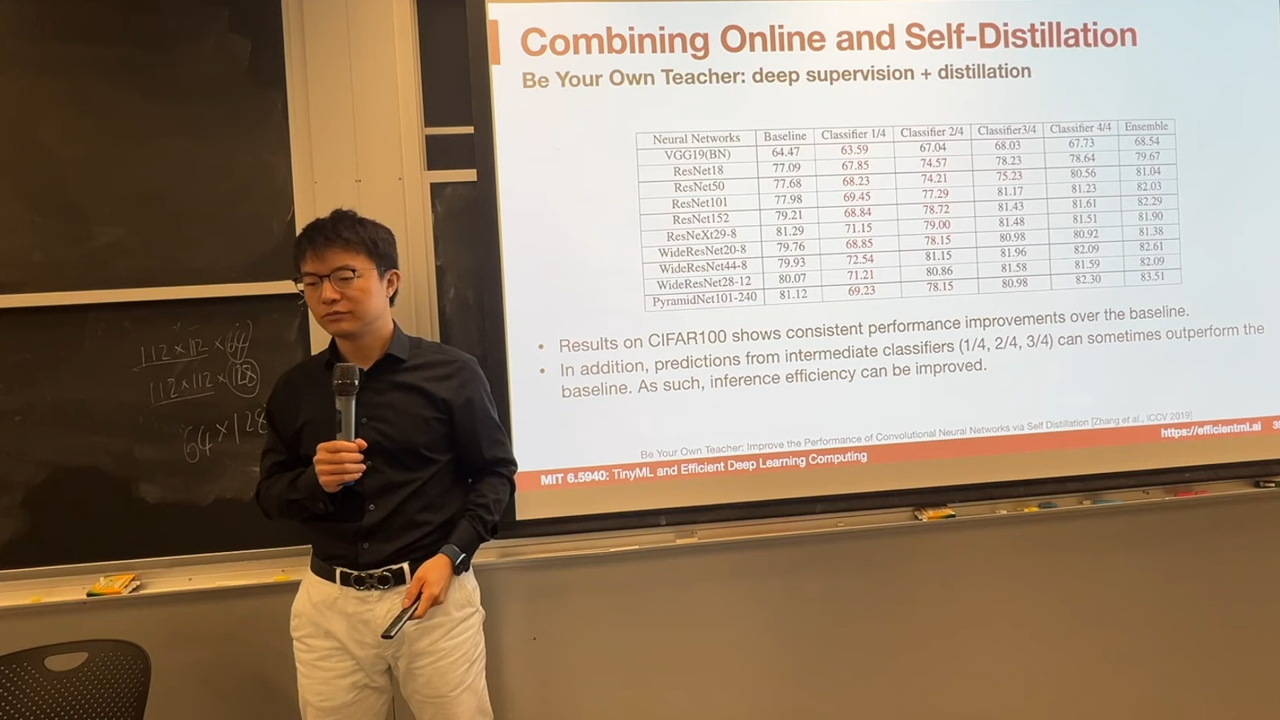 Combining Online and Self-Distillation
Be Your Own Teacher: deep supervision + distillation
Neural Networks Baseline Classifier 1/4 Classifier 2/4 Classifier3/4 Classifier 4/4 Ensemble
VGG19(BN) 64.47 63.59 67.04 68.03 67.73 68.54
ResNet18 77.09 67.85 74.57 78.23 78.64 79.67
ResNet50 77.68 68.23 74.21 75.23 80.56 81.04
ResNet101 77.98 69.45 77.29 81.17 81.23 82.03
ResNet152 79.21 68.84 78.72 81.43 81.61 82.29
ResNeXt29-8 81.29 71.15 79.00 81.48 81.51 81.90
WideResNet20-8 79.76 68.85 78.15 80.98 80.92 81.38
WideResNet44-8 79.93 72.54 81.15 81.96 82.09 82.61
WideResNet28-12 80.07 71.21 80.86 81.58 81.59 82.09
PyramidNet101-240 81.12 69.23 78.15 80.98 82.30 83.51
• Results on CIFAR100 shows consistent performance improvements over the baseline.
• In addition, predictions from intermediate classifiers (1/4, 2/4, 3/4) can sometimes outperform the
baseline. As such, inference efficiency can be improved.
Be Your Own Teacher: Improve the Performance of Convolutional Neural Networks via Self Distillation [Zhang et al., ICCV 2019]
MIT 6.5940: TinyML and Efficient Deep Learning Computing https://efficientml.ai
112×112×64
112×112×128
64×128